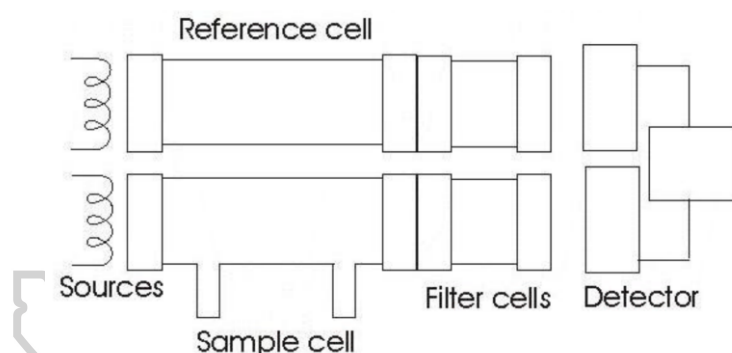 Reference cell
Sources
Filter cells
Detector
Sample cell